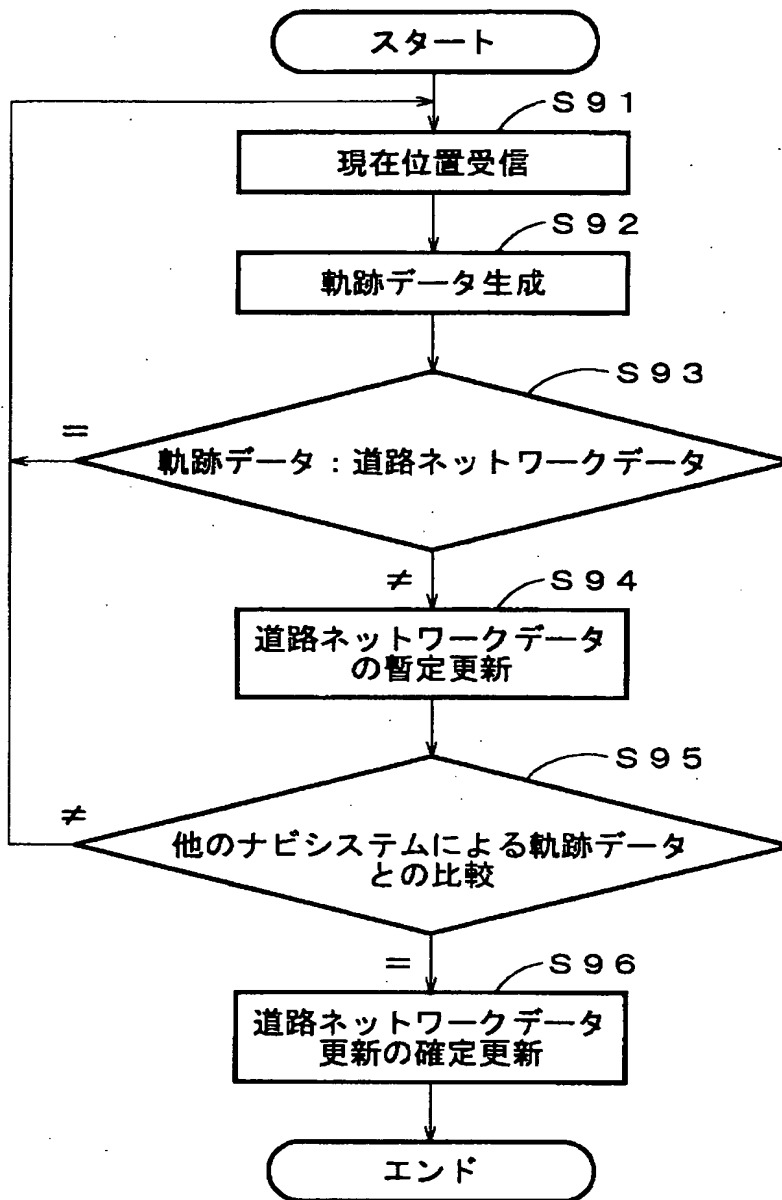 スタート
S91
現在位置受信
S92
軌跡データ生成
S93
=
軌跡データ：道路ネットワークデータ
≠
S94
道路ネットワークデータ
の暫定更新
S95
≠
他のナビシステムによる軌跡データ
との比較
=
S96
道路ネットワークデータ
更新の確定更新
エンド